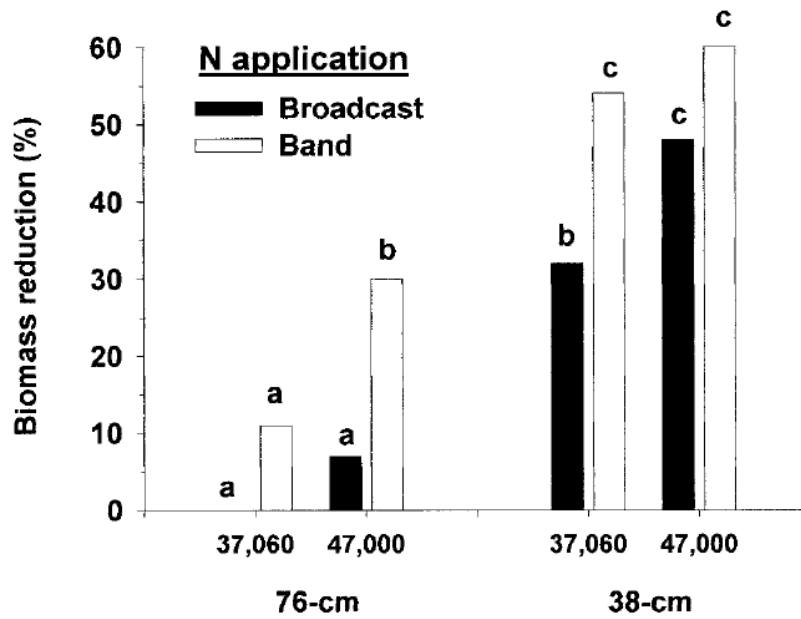 N application
Broadcast
Band
Biomass reduction (%)
60
50
40
30
20
10
0
a
a
a
b
b
c
c
c
37,060
47,000
37,060
47,000
76-cm
38-cm